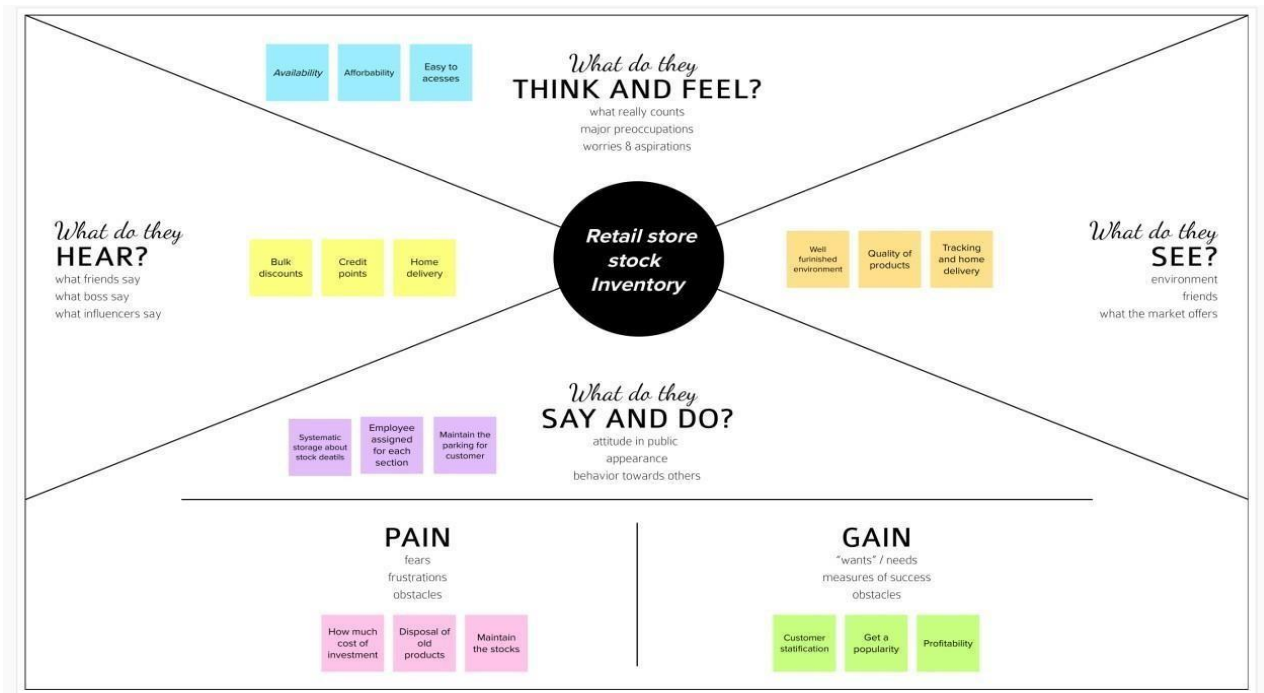 Availability
Afforbability
Easy to
acesses
What do they
THINK AND FEEL?
what really counts
major preoccupations
worries & aspirations
What do they
HEAR?
what friends say
what boss say
what influencers say
Bulk
discounts
Credit
points
Home
delivery
Retail store
stock
Inventory
Well
furinished
environment
Quality of
products
Tracking
and home
delivery
What do they
SEE?
environment
friends
what the market offers
What do they
SAY AND DO?
attitude in public
appearance
behavior towards others
Systematic
storage about
stock deatils
Employee
assigned
for each
section
Maintain the
parking for
customer
PAIN
fears
frustrations
obstacles
How much
cost of
investment
Disposal of
old
products
Maintain
the stocks
GAIN
"wants" / needs
measures of success
obstacles
Customer
statification
Get a
popularity
Profitability